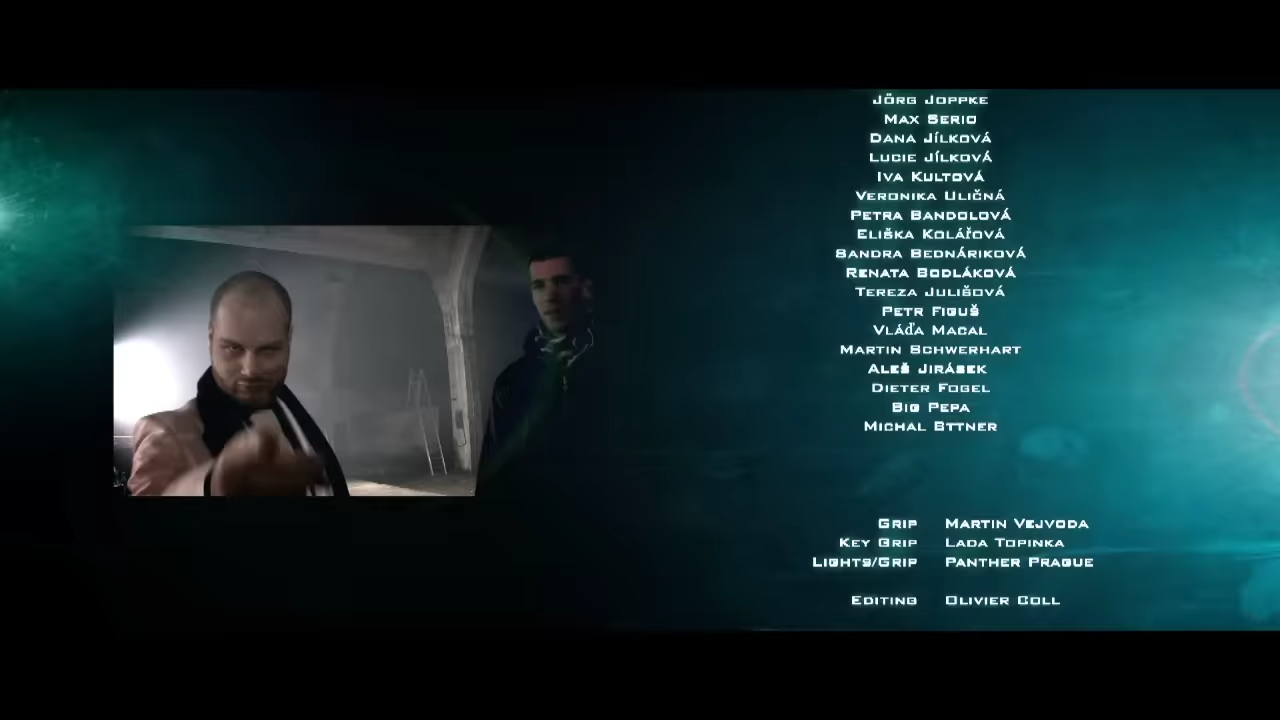 Jörg Joppke
Max Serio
Dana Jílková
Lucie Jílková
Iva Kultová
Veronika Uličná
Petra Bandolová
Eliška Kolářová
Sandra Bednáriková
Renata Bodláková
Tereza Julišová
Petr Figuš
Vláďa Macal
Martin Schwerhart
Aleš Jirásek
Dieter Fogel
Big Pepa
Michal Bttner
Grip Martin Vejvoda
Key Grip Lada Topinka
Lights/Grip Panther Prague
Editing Olivier Coll